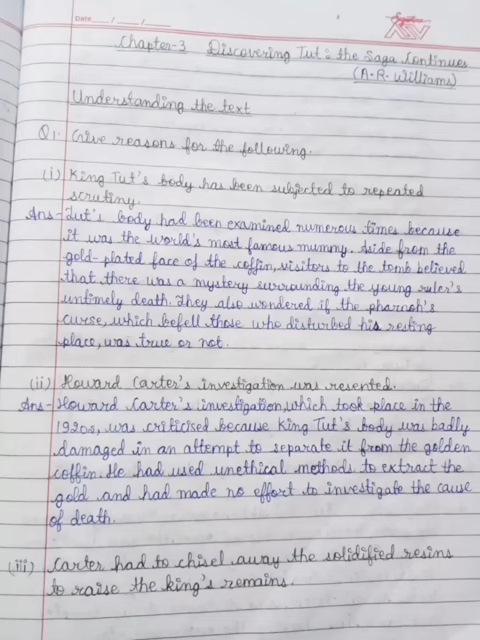 Date ___/___/___
Chapter-3 Discovering Tut : the Saga Continues
(A.R. Williams)
Understanding the text
Q1. Give reasons for the following.
(i) King Tut's body has been subjected to repeated
scrutiny.
Ans- Tut's body had been examined numerous times because
it was the world's most famous mummy. Aside from the
gold-plated face of the coffin, visitors to the tomb believed
that there was a mystery surrounding the young ruler's
untimely death. They also wondered if the pharaoh's
curse, which befell those who disturbed his resting
place, was true or not.
(ii) Howard Carter's investigation was resented.
Ans- Howard Carter's investigation, which took place in the
1920s, was criticised because King Tut's body was badly
damaged in an attempt to separate it from the golden
coffin. He had used unethical methods to extract the
gold and had made no effort to investigate the cause
of death.
(iii) Carter had to chisel away the solidified resins
to raise the king's remains.